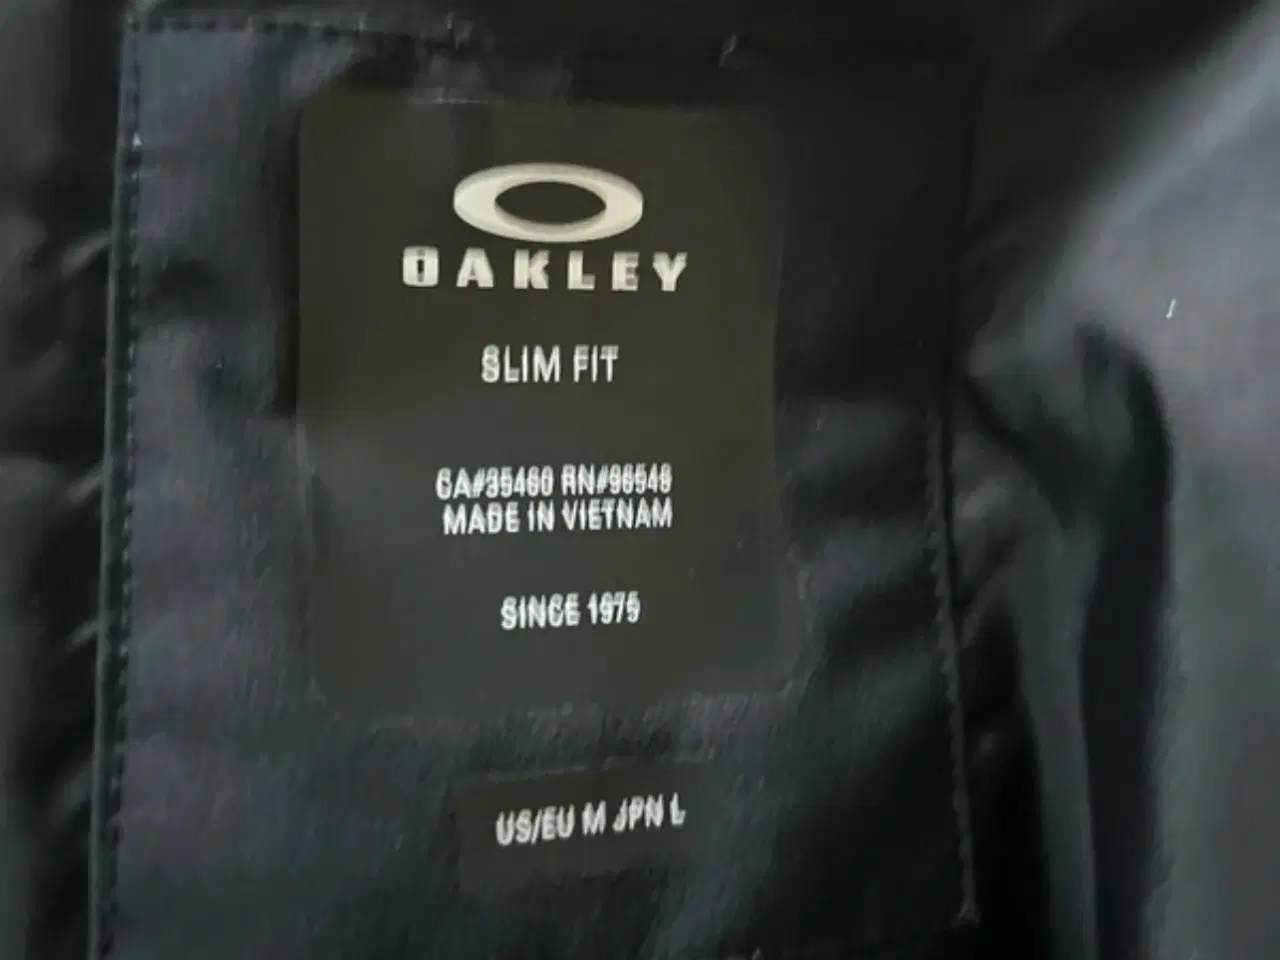 OAKLEY
SLIM FIT
CA#35460 RN#96548
MADE IN VIETNAM
SINCE 1975
US/EU M JPN L